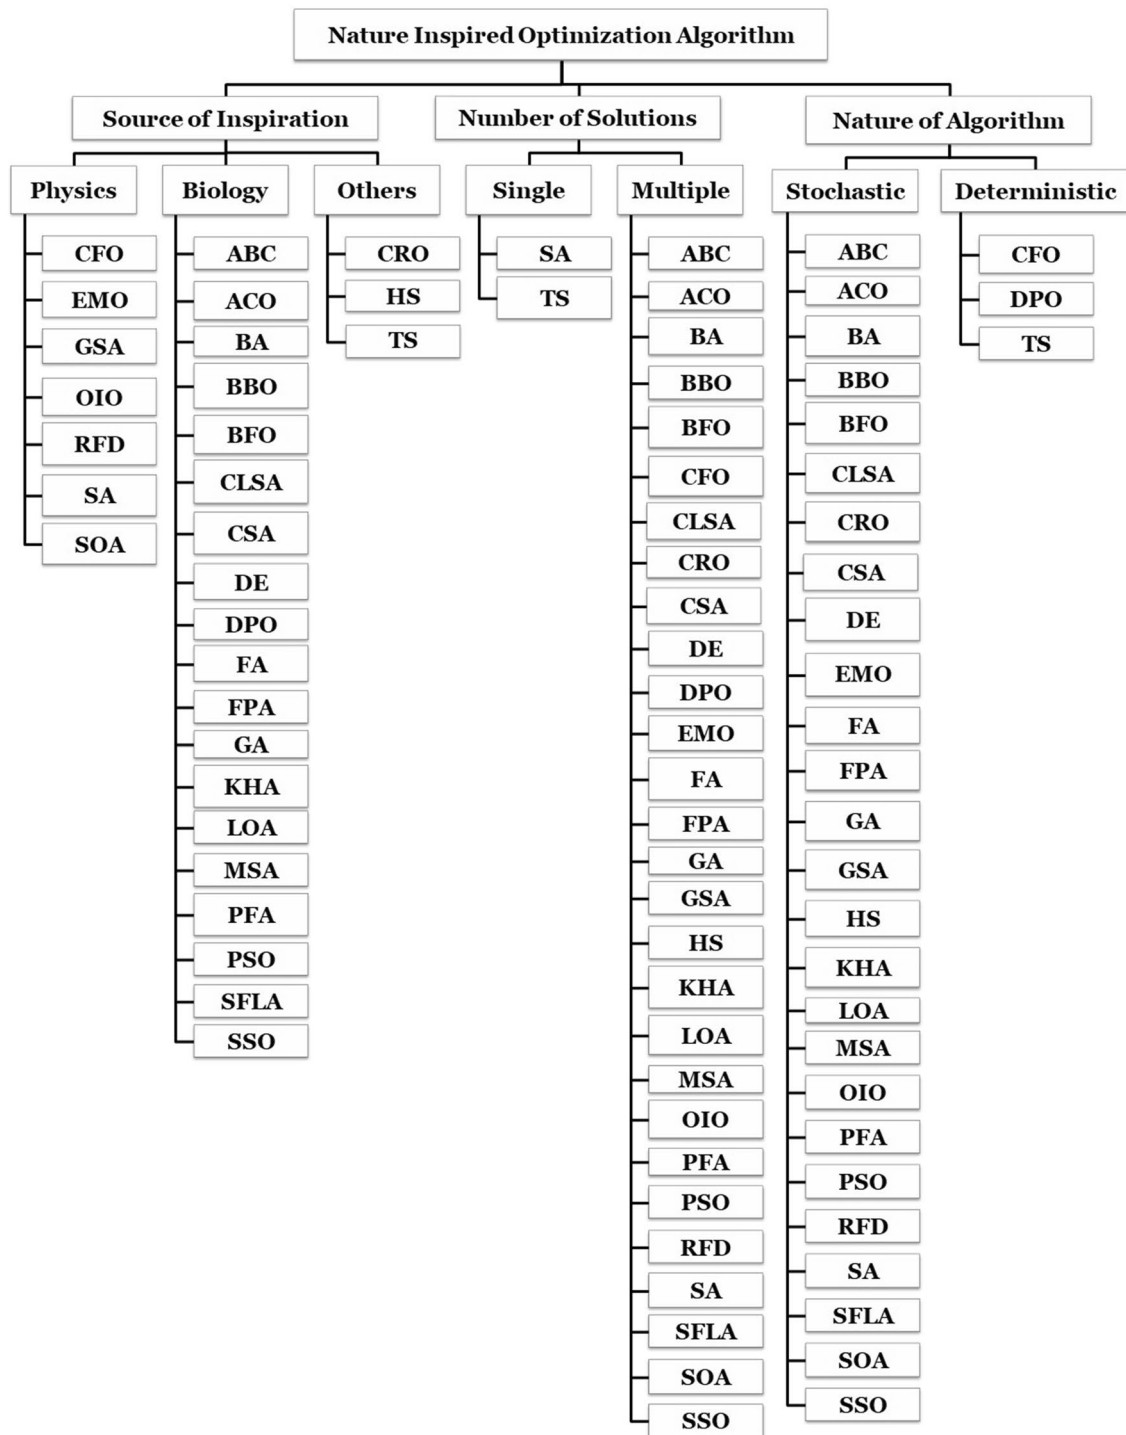 Nature Inspired Optimization Algorithm
Source of Inspiration
Number of Solutions
Nature of Algorithm
Physics
Biology
Others
Single
Multiple
Stochastic
Deterministic
CFO
EMO
GSA
OIO
RFD
SA
SOA
ABC
ACO
BA
BBO
BFO
CLSA
CSA
DE
DPO
FA
FPA
GA
KHA
LOA
MSA
PFA
PSO
SFLA
SSO
CRO
HS
TS
SA
TS
ABC
ACO
BA
BBO
BFO
CFO
CLSA
CRO
CSA
DE
DPO
EMO
FA
FPA
GA
GSA
HS
KHA
LOA
MSA
OIO
PFA
PSO
RFD
SA
SFLA
SOA
SSO
ABC
ACO
BA
BBO
BFO
CLSA
CRO
CSA
DE
EMO
FA
FPA
GA
GSA
HS
KHA
LOA
MSA
OIO
PFA
PSO
RFD
SA
SFLA
SOA
SSO
CFO
DPO
TS